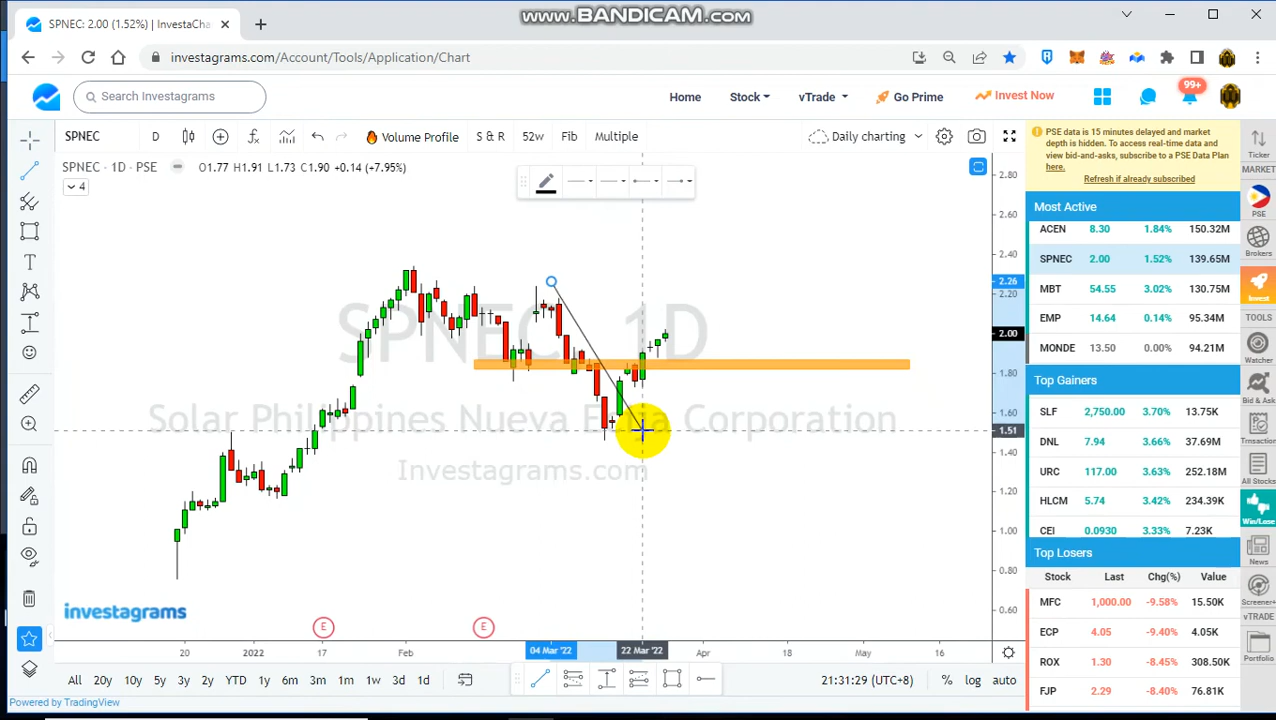 www.BANDICAM.com
SPNEC: 2.00 (1.52%) | InvestaCha
investagrams.com/Account/Tools/Application/Chart
Search Investagrams
Home
Stock
vTrade
Go Prime
Invest Now
99+
SPNEC
D
Volume Profile
S & R
52w
Fib
Multiple
Daily charting
SPNEC · 1D · PSE
O1.77 H1.91 L1.73 C1.90 +0.14 (+7.95%)
4
PSE data is 15 minutes delayed and market
depth is hidden. To access real-time data and
view bid-and-asks, subscribe to a PSE Data Plan
here.
Refresh if already subscribed
Most Active
ACEN 8.30 1.84% 150.32M
SPNEC 2.00 1.52% 139.65M
MBT 54.55 3.02% 130.75M
EMP 14.64 0.14% 95.34M
MONDE 13.50 0.00% 94.21M
Top Gainers
SLF 2,750.00 3.70% 13.75K
DNL 7.94 3.66% 37.69M
URC 117.00 3.63% 252.18M
HLCM 5.74 3.42% 234.39K
CEI 0.0930 3.33% 7.23K
Top Losers
Stock Last Chg(%) Value
MFC 1,000.00 -9.58% 15.50K
ECP 4.05 -9.40% 4.05K
ROX 1.30 -8.45% 308.50K
FJP 2.29 -8.40% 76.81K
Ticker
MARKET
PSE
Brokers
Invest
TOOLS
Watcher
Bid & Ask
Trnsaction
All Stocks
Win/Lose
News
Screener+
vTRADE
Portfolio
2.80
2.60
2.40
2.26
2.20
2.00
1.80
1.60
1.51
1.40
1.20
1.00
0.80
0.60
SPNEC, 1D
Solar Philippines Nueva Ecija Corporation
Investagrams.com
investagrams
E
E
20
2022
17
Feb
04 Mar '22
22 Mar '22
Apr
18
May
16
All
20y
10y
5y
3y
2y
YTD
1y
6m
3m
1m
1w
3d
1d
21:31:29 (UTC+8)
%
log
auto
Powered by TradingView